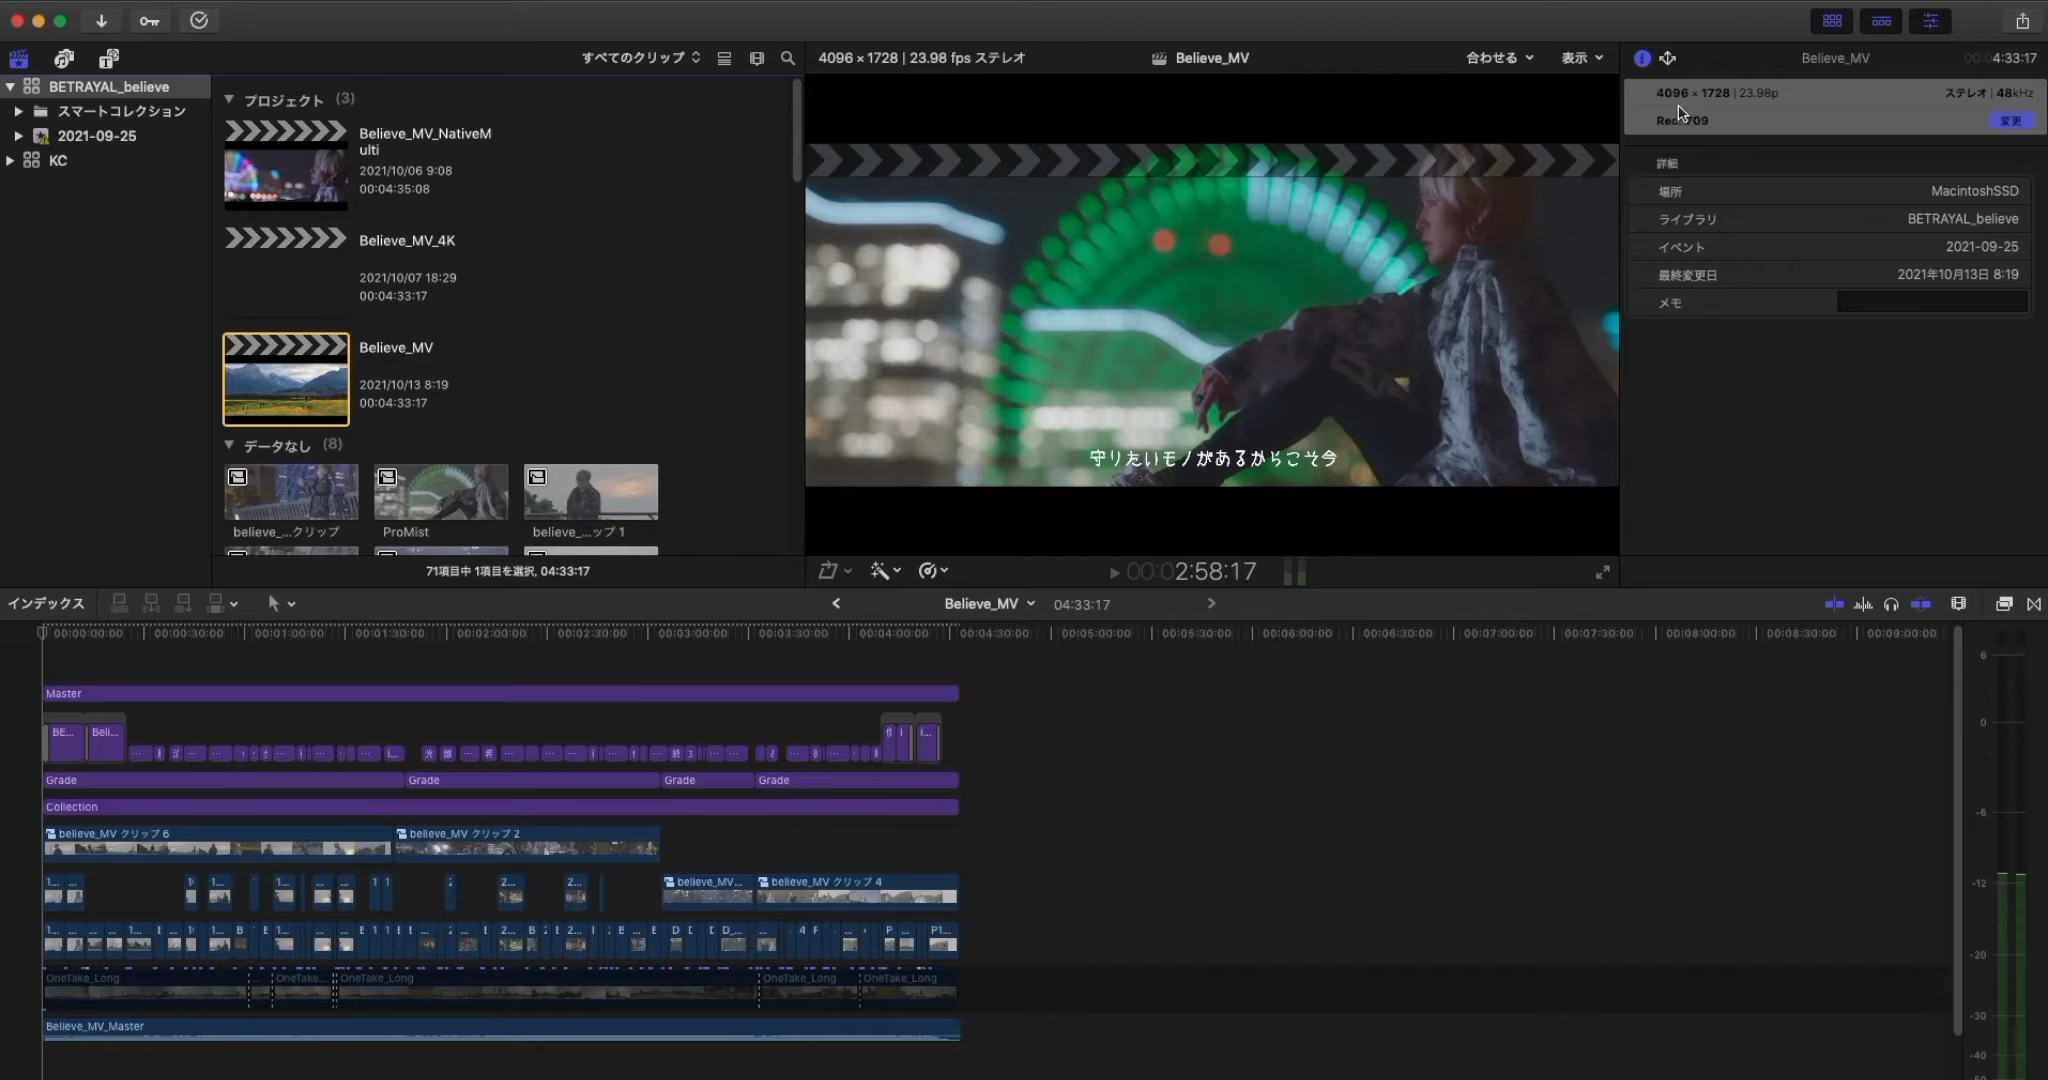 すべてのクリップ
4096 × 1728 | 23.98 fps ステレオ
Believe_MV
合わせる
表示
Believe_MV
00:04:33:17
BETRAYAL_believe
スマートコレクション
2021-09-25
KC
プロジェクト (3)
Believe_MV_NativeM
ulti
2021/10/06 9:08
00:04:35:08
Believe_MV_4K
2021/10/07 18:29
00:04:33:17
Believe_MV
2021/10/13 8:19
00:04:33:17
データなし (8)
believe_...クリップ
ProMist
believe_...ップ 1
71項目中 1項目を選択, 04:33:17
守りたいモノがあるからこそ今
00:02:58:17
4096 × 1728 | 23.98p
ステレオ | 48kHz
変更
詳細
場所
MacintoshSSD
ライブラリ
BETRAYAL_believe
イベント
2021-09-25
最終変更日
2021年10月13日 8:19
メモ
インデックス
Believe_MV
04:33:17
00:00:00:00
00:00:30:00
00:01:00:00
00:01:30:00
00:02:00:00
00:02:30:00
00:03:00:00
00:03:30:00
00:04:00:00
00:04:30:00
00:05:00:00
00:05:30:00
00:06:00:00
00:06:30:00
00:07:00:00
00:07:30:00
00:08:00:00
00:08:30:00
00:09:00:00
Master
BE...
Beli...
Grade
Grade
Grade
Grade
Collection
believe_MV クリップ 6
believe_MV クリップ 2
believe_MV...
believe_MV クリップ 4
OneTake_Long
OneTake...
OneTake_Long
OneTake_Long
OneTake_Long
Believe_MV_Master
6
0
-6
-12
-20
-30
-40